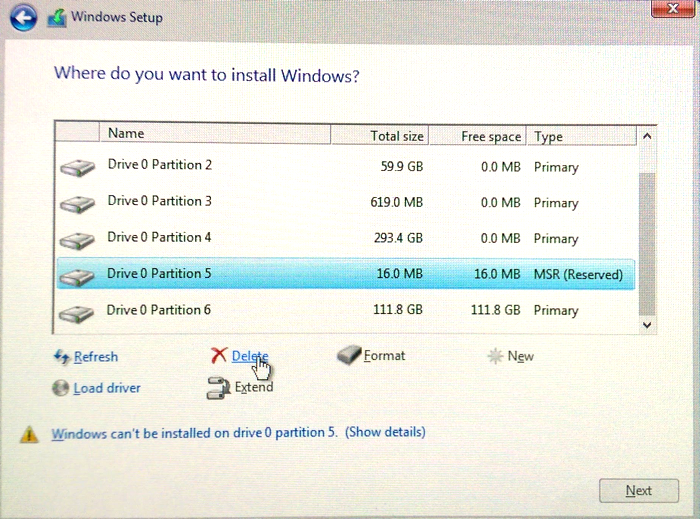 Windows Setup
Where do you want to install Windows?
Name Total size Free space Type
Drive 0 Partition 2 59.9 GB 0.0 MB Primary
Drive 0 Partition 3 619.0 MB 0.0 MB Primary
Drive 0 Partition 4 293.4 GB 0.0 MB Primary
Drive 0 Partition 5 16.0 MB 16.0 MB MSR (Reserved)
Drive 0 Partition 6 111.8 GB 111.8 GB Primary
Refresh Delete Format New
Load driver Extend
Windows can't be installed on drive 0 partition 5. (Show details)
Next